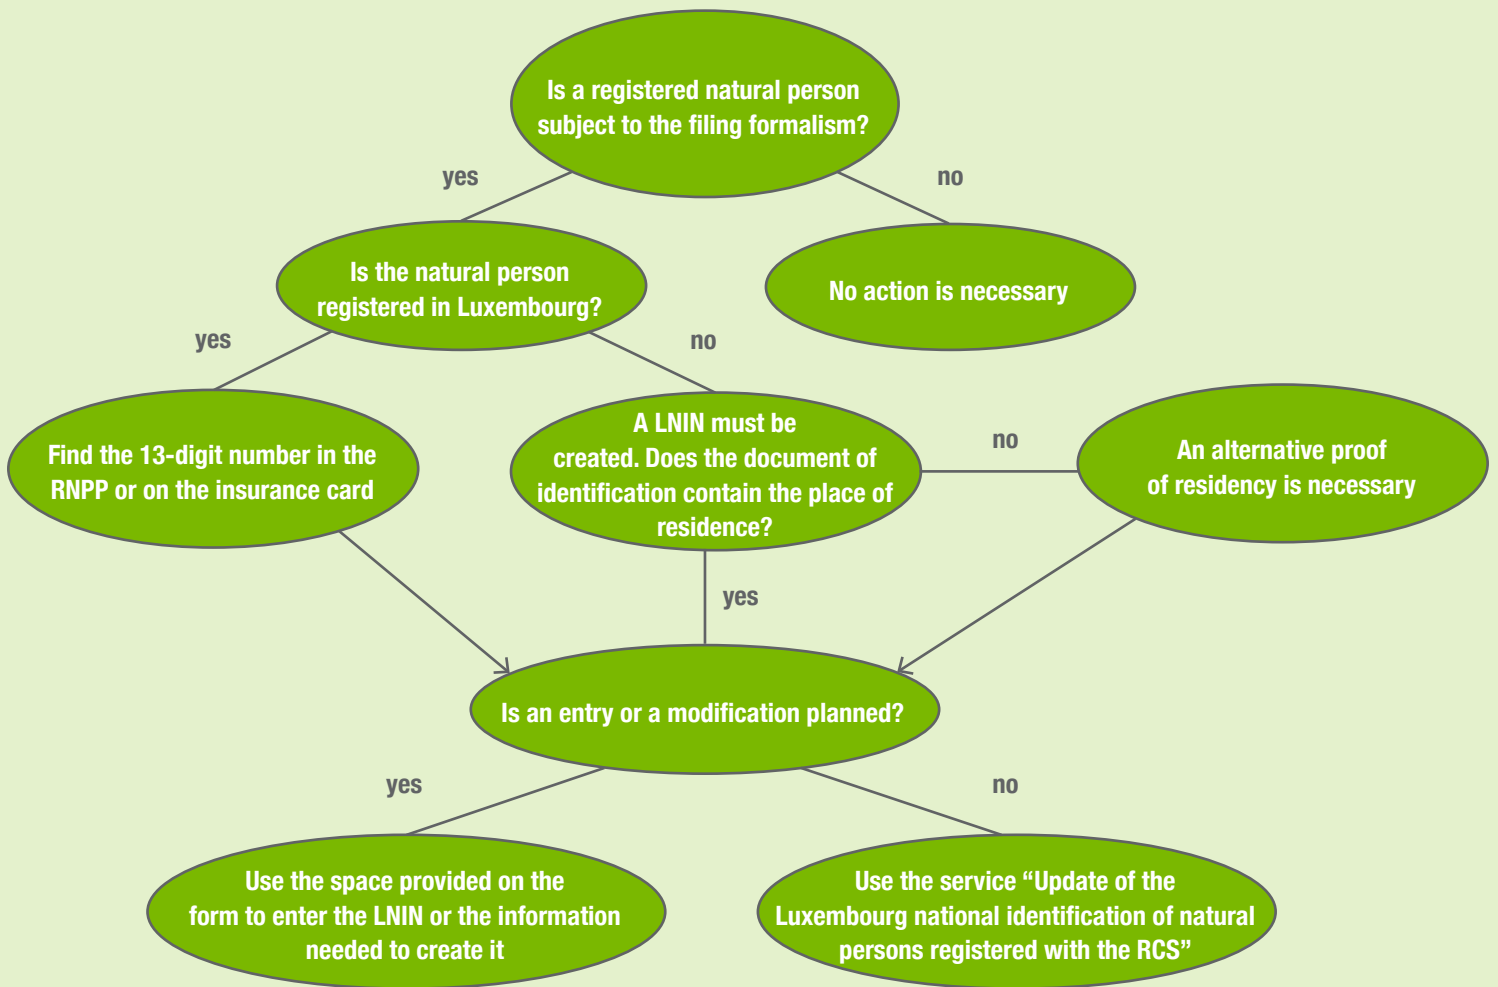 Is a registered natural person
subject to the filing formalism?
yes
no
Is the natural person
registered in Luxembourg?
No action is necessary
yes
no
Find the 13-digit number in the
RNPP or on the insurance card
A LNIN must be
created. Does the document of
identification contain the place of
residence?
no
An alternative proof
of residency is necessary
yes
Is an entry or a modification planned?
yes
no
Use the space provided on the
form to enter the LNIN or the information
needed to create it
Use the service “Update of the
Luxembourg national identification of natural
persons registered with the RCS”